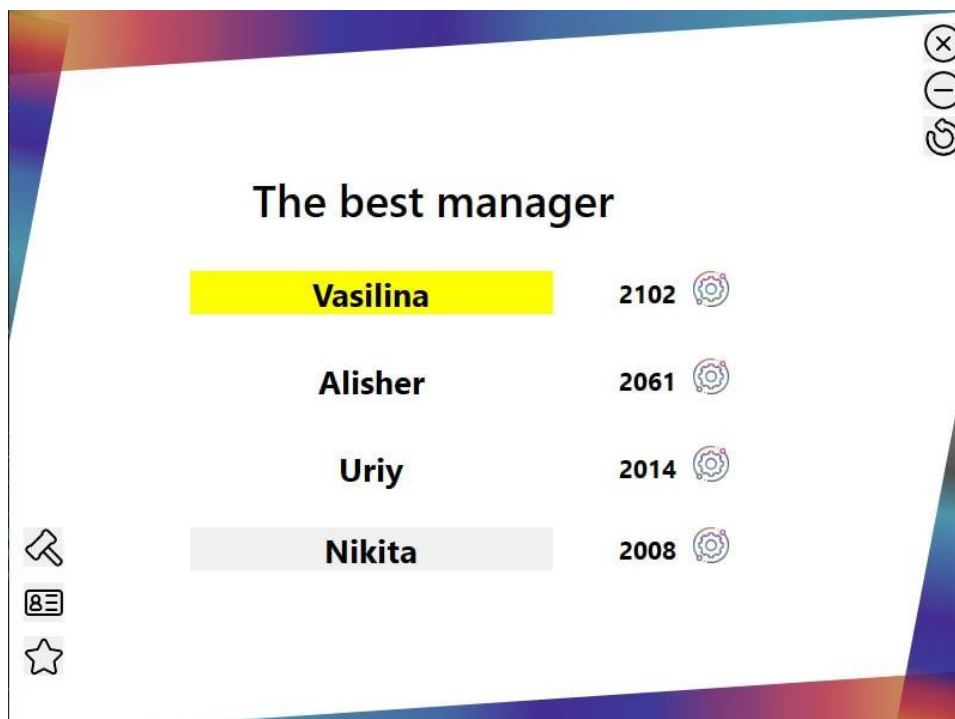 The best manager
Vasilina 2102
Alisher 2061
Uriy 2014
Nikita 2008